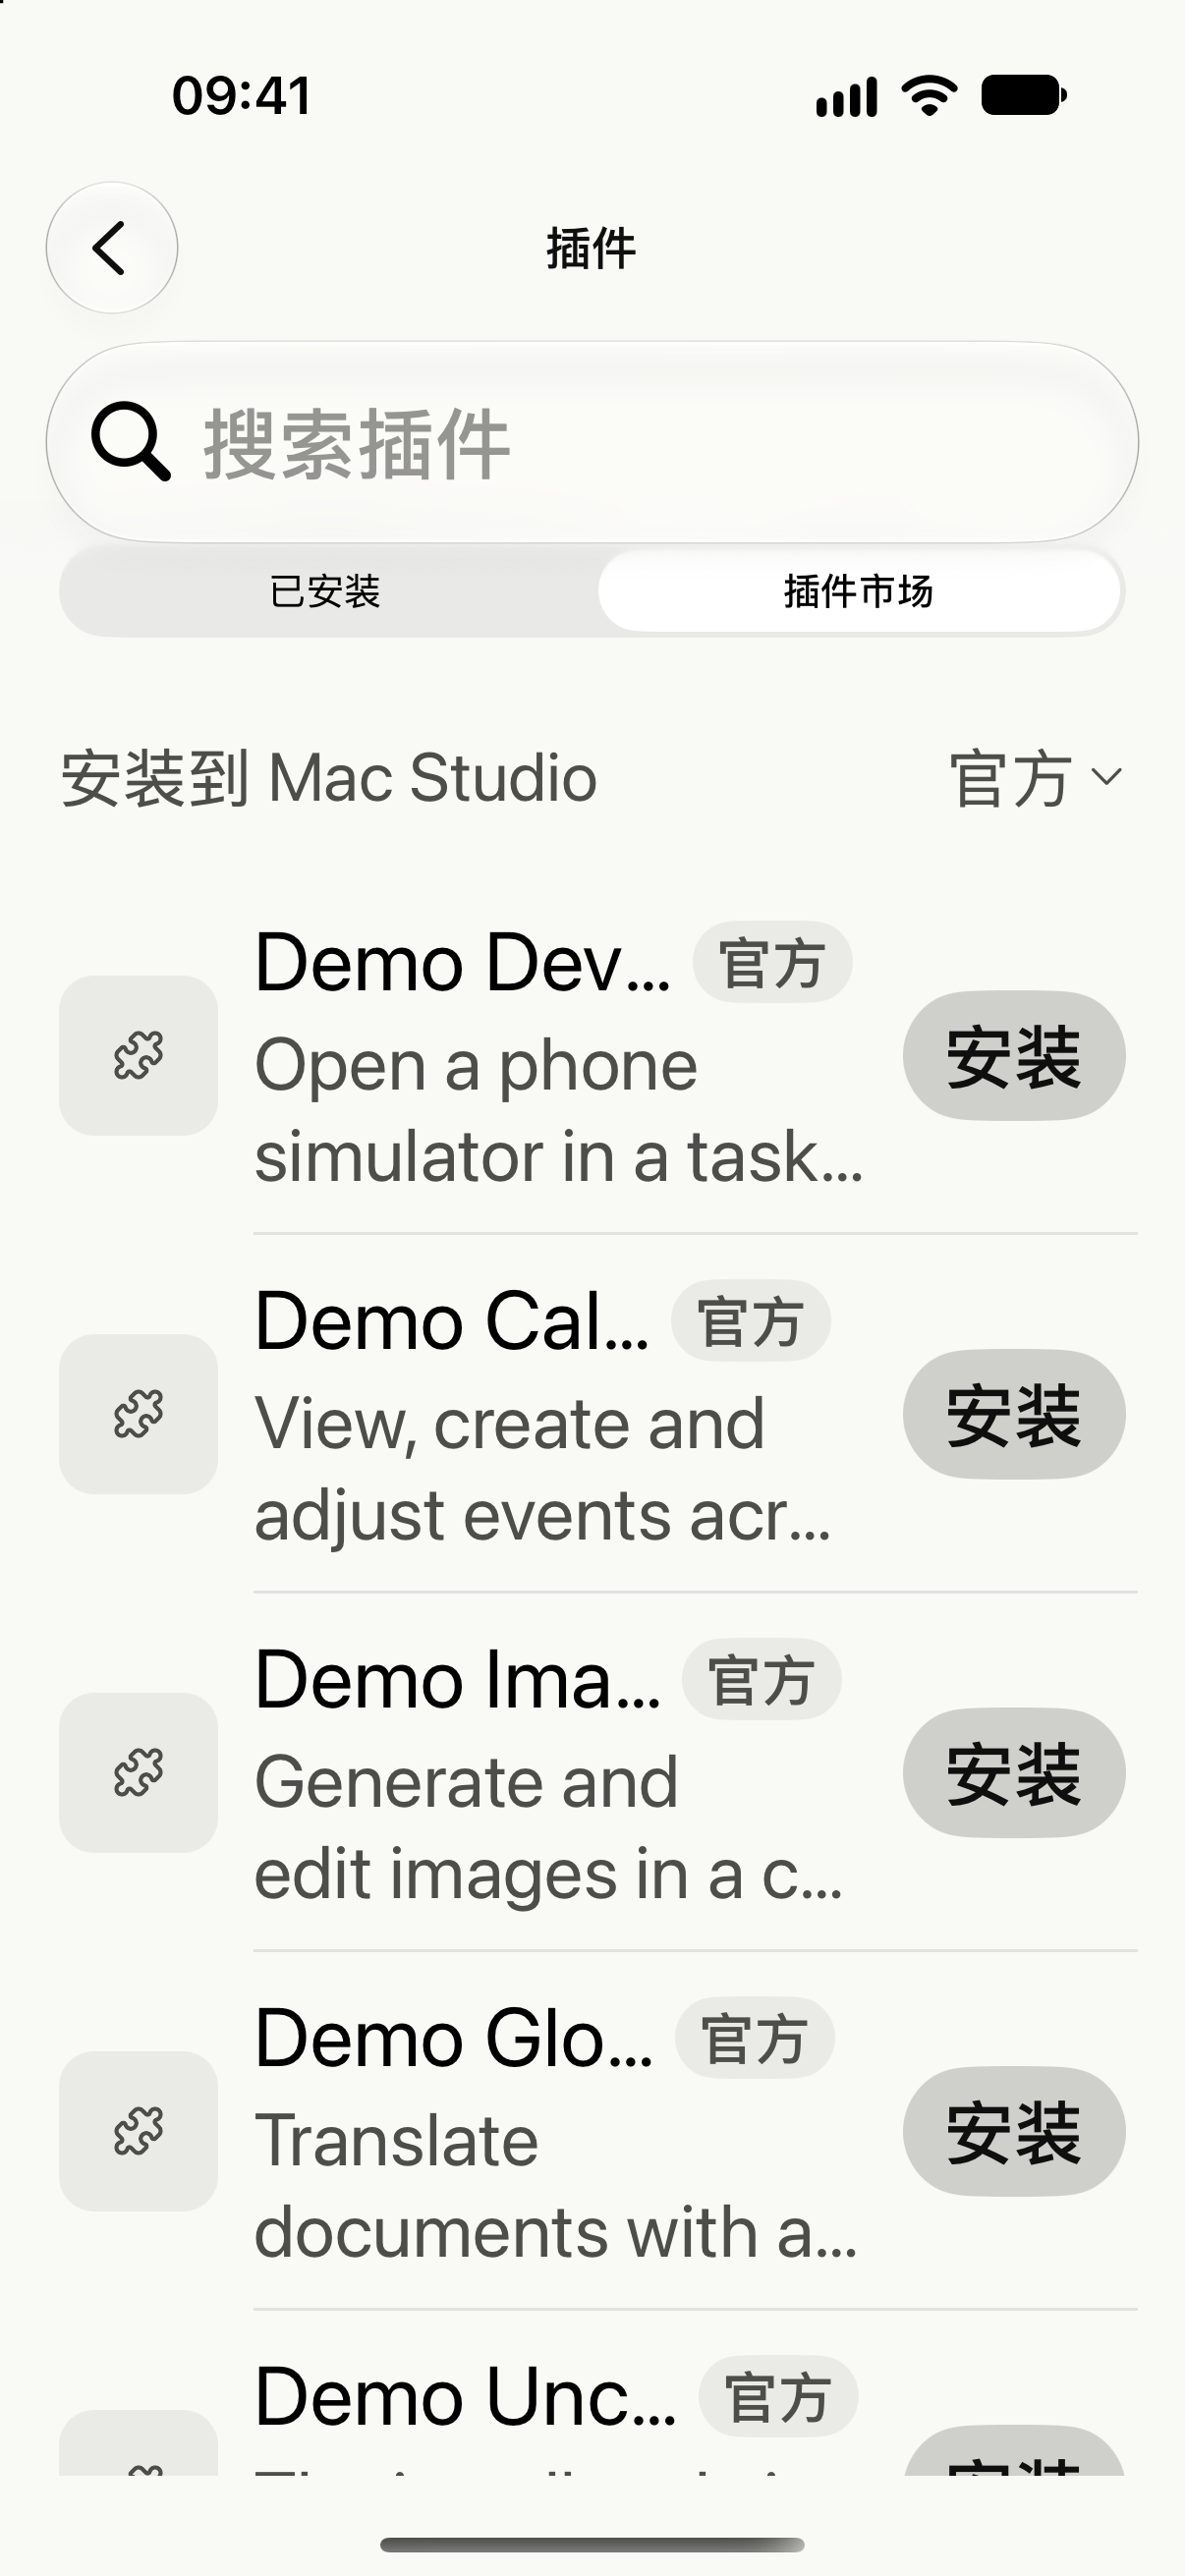 09:41
插件
搜索插件
已安装
插件市场
安装到 Mac Studio
官方
Demo Dev...
官方
Open a phone
simulator in a task...
安装
Demo Cal...
官方
View, create and
adjust events acr...
安装
Demo Ima...
官方
Generate and
edit images in a c...
安装
Demo Glo...
官方
Translate
documents with a...
安装
Demo Unc...
官方